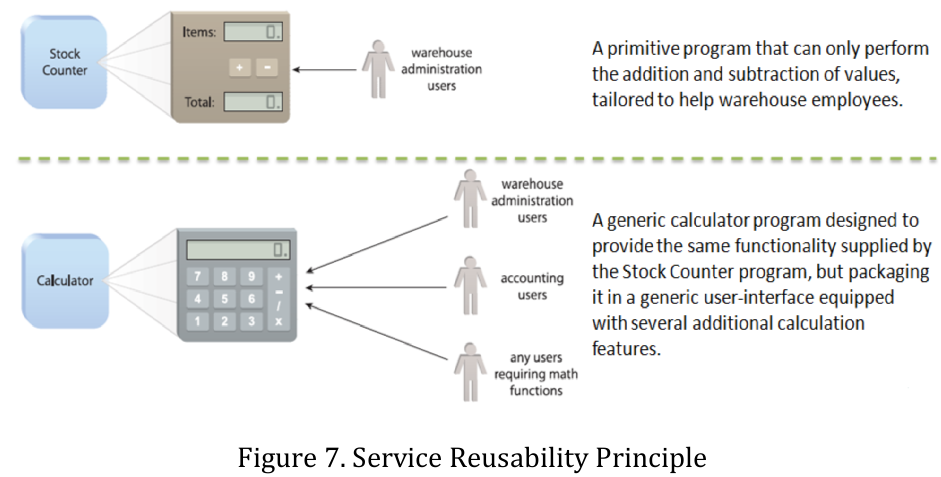 Stock
Counter
Items: 0.
+ −
Total: 0.
warehouse
administration
users
A primitive program that can only perform
the addition and subtraction of values,
tailored to help warehouse employees.
Calculator
0.
7 8 9 +
4 5 6 −
/
1 2 3 x
warehouse
administration
users
accounting
users
any users
requiring math
functions
A generic calculator program designed to
provide the same functionality supplied by
the Stock Counter program, but packaging
it in a generic user-interface equipped
with several additional calculation
features.
Figure 7. Service Reusability Principle